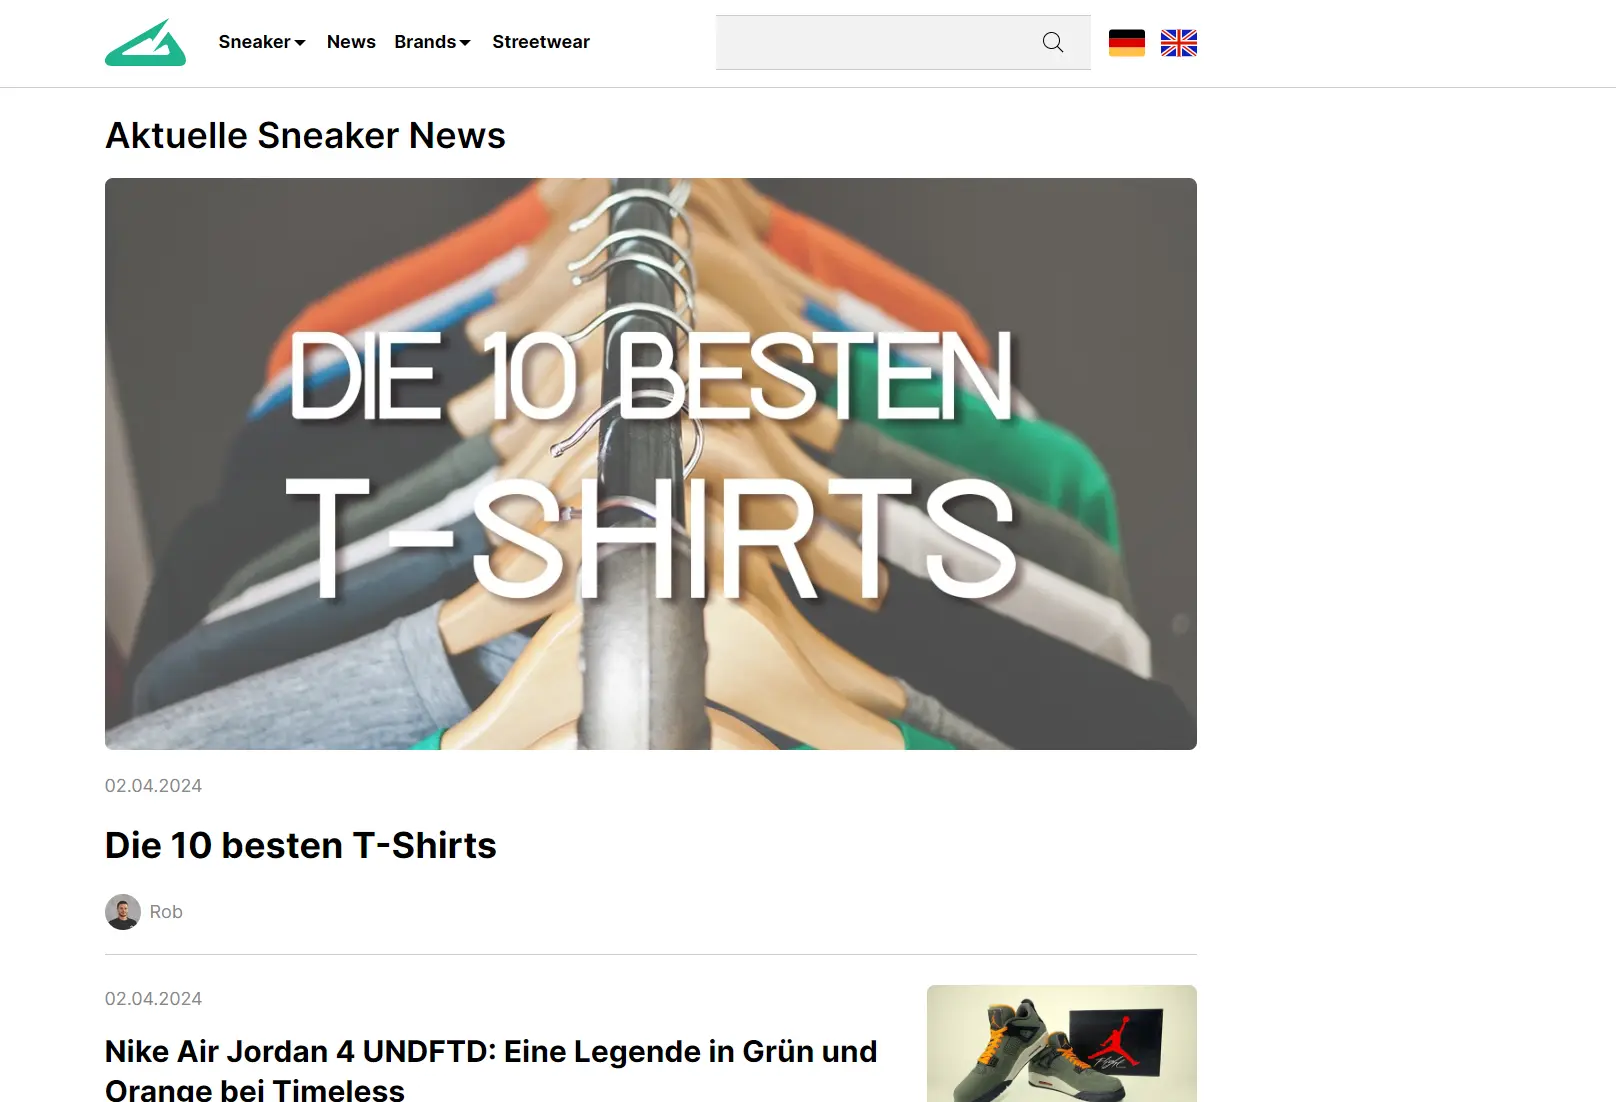 Sneaker News Brands Streetwear
Aktuelle Sneaker News
DIE 10 BESTEN
T-SHIRTS
02.04.2024
Die 10 besten T-Shirts
Rob
02.04.2024
Nike Air Jordan 4 UNDFTD: Eine Legende in Grün und
Orange bei Timeless
Flight